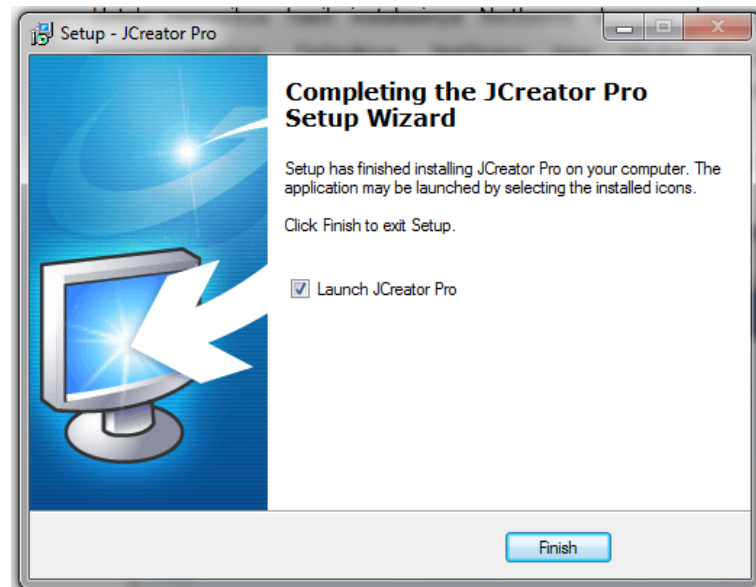 Setup - JCreator Pro
Completing the JCreator Pro
Setup Wizard
Setup has finished installing JCreator Pro on your computer. The
application may be launched by selecting the installed icons.
Click Finish to exit Setup.
Launch JCreator Pro
Finish